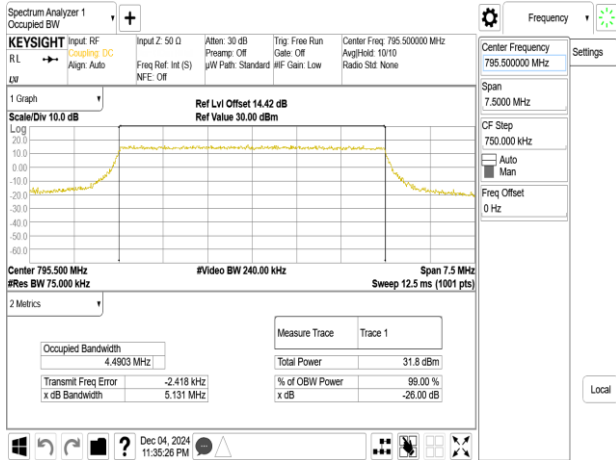 Spectrum Analyzer 1
Occupied BW
KEYSIGHT
RL
LXI
Input: RF
Coupling: DC
Align: Auto
Input Z: 50 Ω
Freq Ref: Int (S)
NFE: Off
Atten: 30 dB
Preamp: Off
µW Path: Standard
Trig: Free Run
Gate: Off
#IF Gain: Low
Center Freq: 795.500000 MHz
Avg|Hold: 10/10
Radio Std: None
1 Graph
Scale/Div 10.0 dB
Ref Lvl Offset 14.42 dB
Ref Value 30.00 dBm
Log
20.0
10.0
0.00
-10.0
-20.0
-30.0
-40.0
-50.0
-60.0
Center 795.500 MHz
#Res BW 75.000 kHz
#Video BW 240.00 kHz
Span 7.5 MHz
Sweep 12.5 ms (1001 pts)
2 Metrics
Occupied Bandwidth
4.4903 MHz
Transmit Freq Error -2.418 kHz
x dB Bandwidth 5.131 MHz
Measure Trace Trace 1
Total Power 31.8 dBm
% of OBW Power 99.00 %
x dB -26.00 dB
Dec 04, 2024
11:35:26 PM
?
Frequency
Center Frequency
795.500000 MHz
Span
7.5000 MHz
CF Step
750.000 kHz
Auto
Man
Freq Offset
0 Hz
Settings
Local